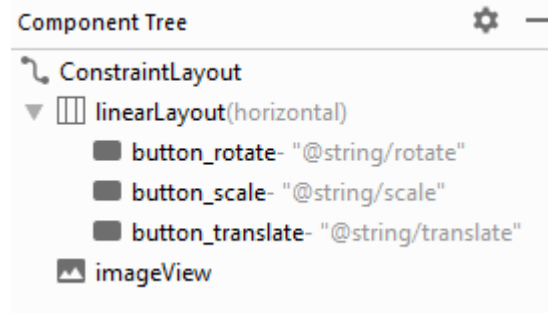 Component Tree
ConstraintLayout
linearLayout(horizontal)
button_rotate- "@string/rotate"
button_scale- "@string/scale"
button_translate- "@string/translate"
imageView